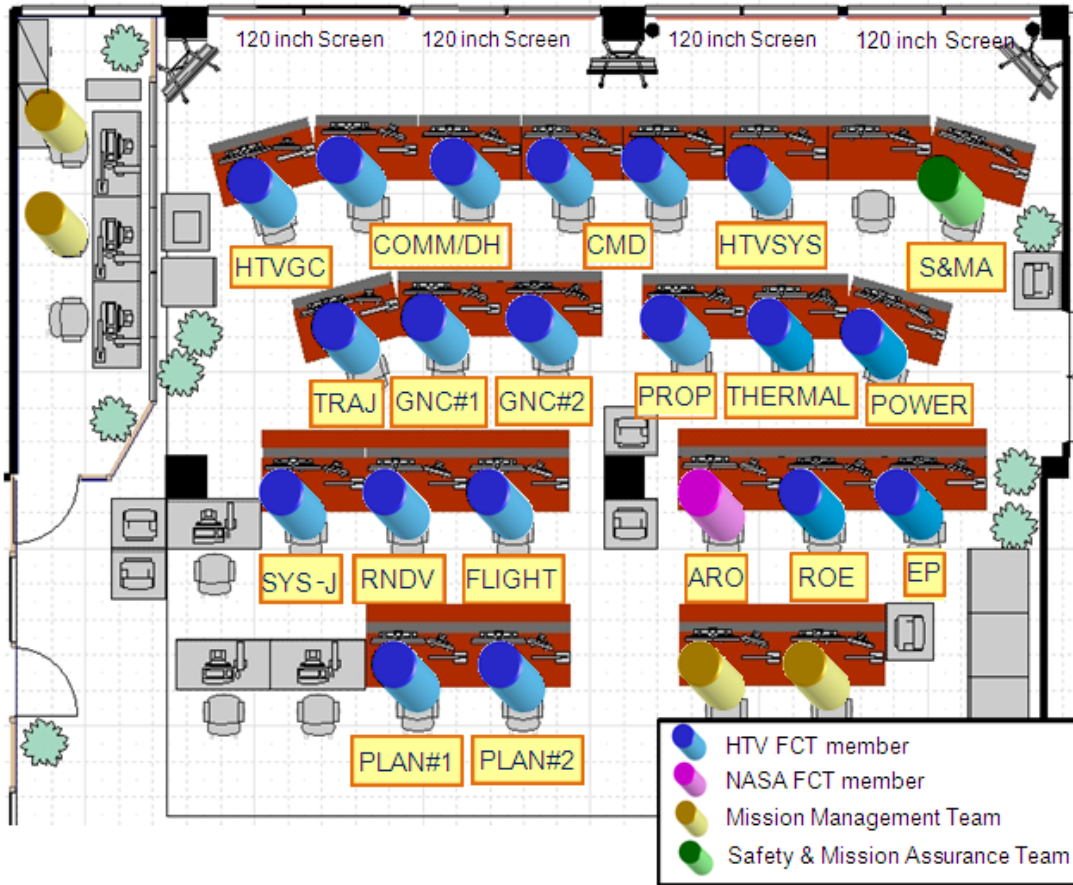 120 inch Screen
120 inch Screen
120 inch Screen
120 inch Screen
HTVGC
COMM/DH
CMD
HTVSYS
S&MA
TRAJ
GNC#1
GNC#2
PROP
THERMAL
POWER
SYS-J
RNDV
FLIGHT
ARO
ROE
EP
PLAN#1
PLAN#2
HTV FCT member
NASA FCT member
Mission Management Team
Safety & Mission Assurance Team